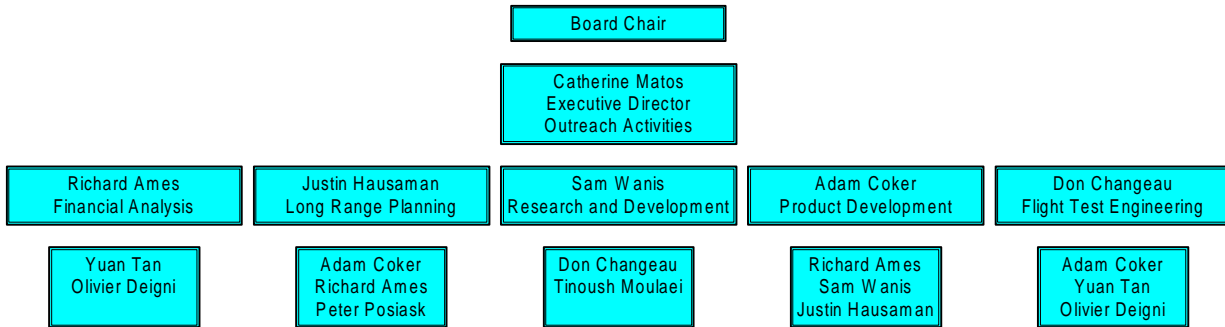 Board Chair
Catherine Matos
Executive Director
Outreach Activities
Richard Ames
Financial Analysis
Justin Hausaman
Long Range Planning
Sam Wanis
Research and Development
Adam Coker
Product Development
Don Changeau
Flight Test Engineering
Yuan Tan
Olivier Deigni
Adam Coker
Richard Ames
Peter Posiask
Don Changeau
Tinoush Moulaei
Richard Ames
Sam Wanis
Justin Hausaman
Adam Coker
Yuan Tan
Olivier Deigni